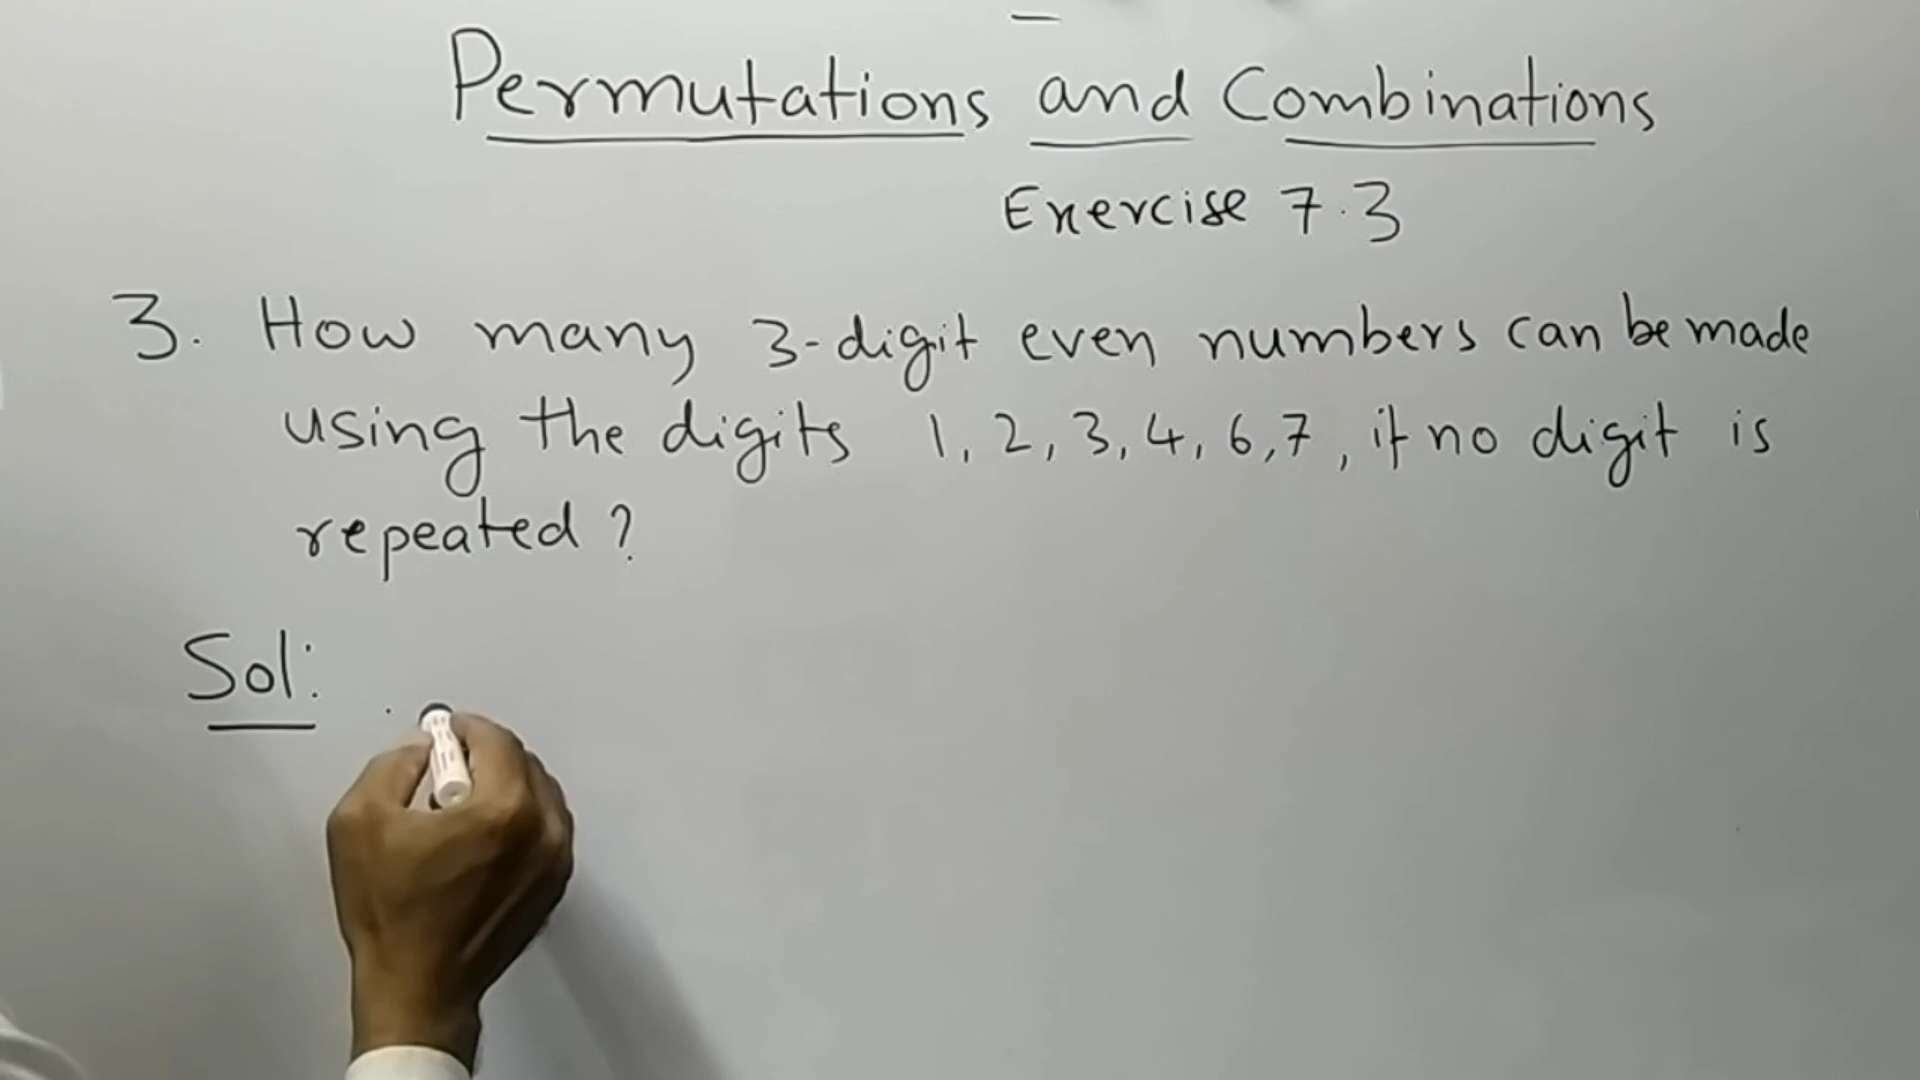 Permutations and Combinations
Exercise 7.3
3. How many 3-digit even numbers can be made
using the digits 1, 2, 3, 4, 6, 7, if no digit is
repeated?
Sol: